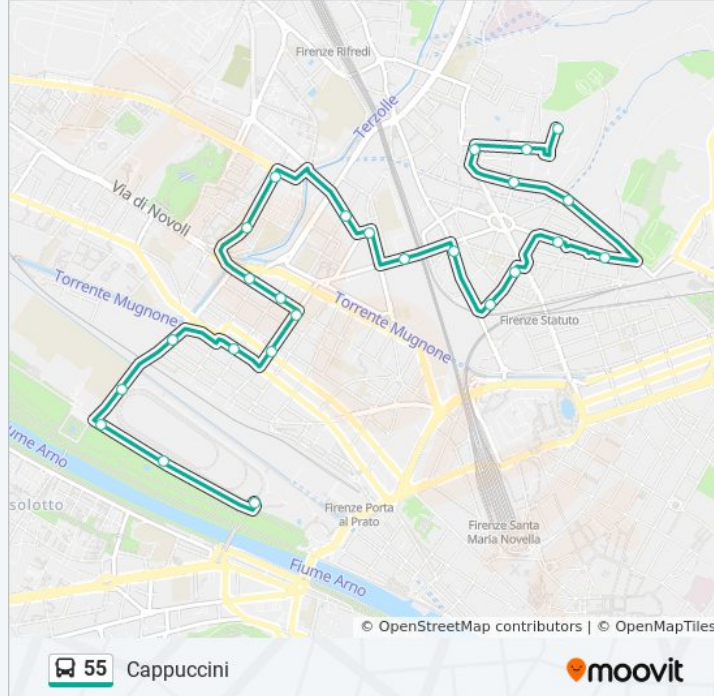 Firenze Rifredi
Terzolle
Via di Novoli
Torrente Mugnone
Torrente Mugnone
Firenze Statuto
Fiume Arno
solotto
Firenze Porta
al Prato
Firenze Santa
Maria Novella
Fiume Arno
© OpenStreetMap contributors | © OpenMapTiles
55 Cappuccini
moovit